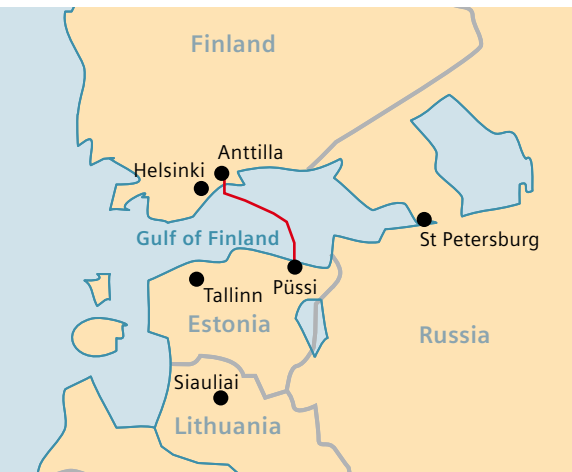 Finland
Anttilla
Helsinki
Gulf of Finland
St Petersburg
Tallinn
Püssi
Estonia
Russia
Siauliai
Lithuania